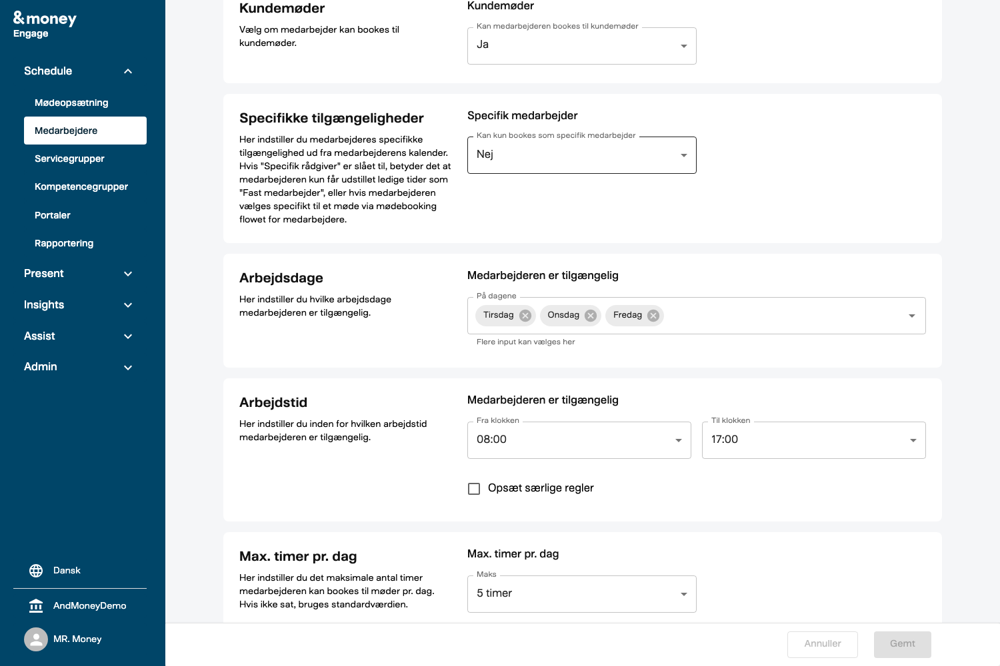 &money
Engage
Schedule
Mødeopsætning
Medarbejdere
Servicegrupper
Kompetencegrupper
Portaler
Rapportering
Present
Insights
Assist
Admin
Dansk
AndMoneyDemo
MR. Money
Kundemøder
Vælg om medarbejder kan bookes til
kundemøder.
Kundemøder
Kan medarbejderen bookes til kundemøder
Ja
Specifikke tilgængeligheder
Her indstiller du medarbejderes specifikke
tilgængelighed ud fra medarbejderens kalender.
Hvis "Specifik rådgiver" er slået til, betyder det at
medarbejderen kun får udstillet ledige tider som
"Fast medarbejder", eller hvis medarbejderen
vælges specifikt til et møde via mødebooking
flowet for medarbejdere.
Specifik medarbejder
Kan kun bookes som specifik medarbejder
Nej
Arbejdsdage
Her indstiller du hvilke arbejdsdage
medarbejderen er tilgængelig.
Medarbejderen er tilgængelig
På dagene
Tirsdag Onsdag Fredag
Flere input kan vælges her
Arbejdstid
Her indstiller du inden for hvilken arbejdstid
medarbejderen er tilgængelig.
Medarbejderen er tilgængelig
Fra klokken Til klokken
08:00 17:00
Opsæt særlige regler
Max. timer pr. dag
Her indstiller du det maksimale antal timer
medarbejderen kan bookes til møder pr. dag.
Hvis ikke sat, bruges standardværdien.
Max. timer pr. dag
Maks
5 timer
Annuller Gemt